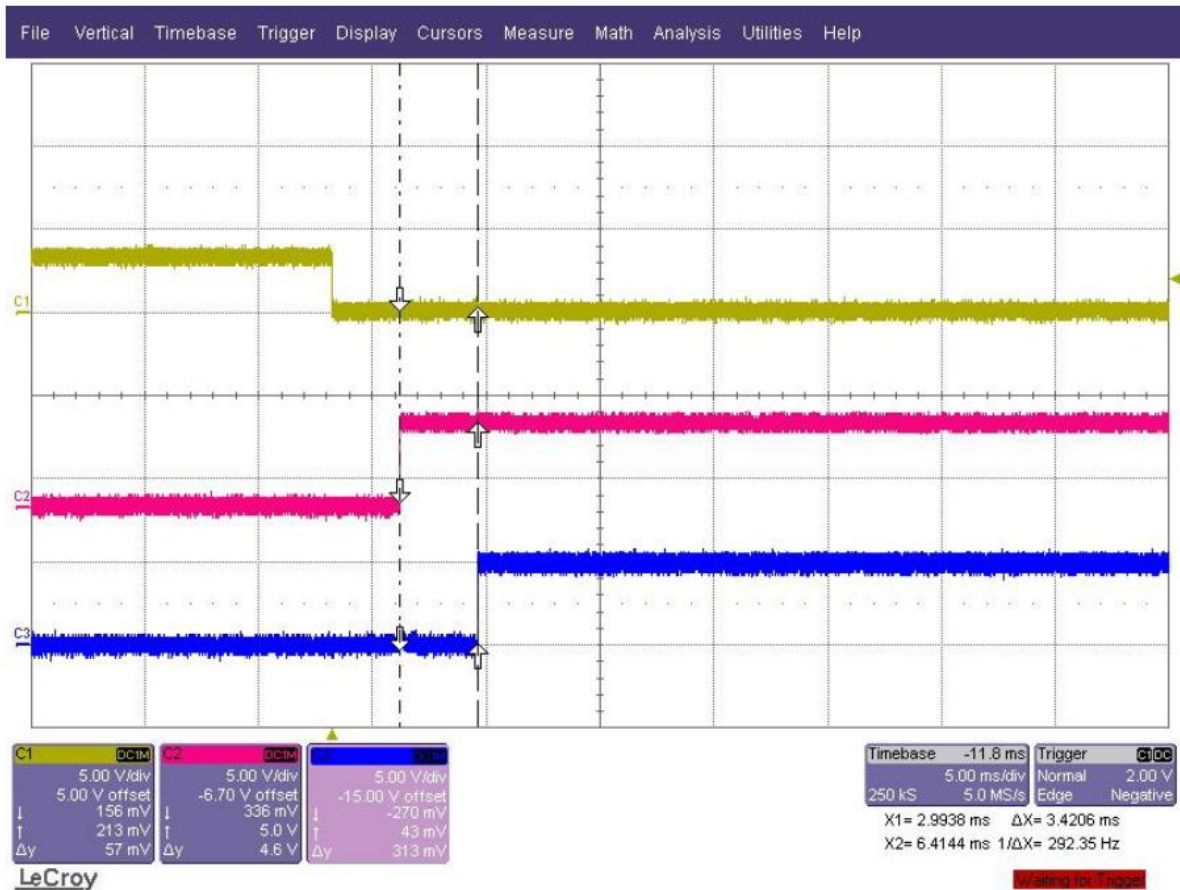 File Vertical Timebase Trigger Display Cursors Measure Math Analysis Utilities Help
C1
C2
C3
C1 DC1M
5.00 V/div
5.00 V offset
↓ 156 mV
↑ 213 mV
Δy 57 mV
C2 DC1M
5.00 V/div
-6.70 V offset
↓ 336 mV
↑ 5.0 V
Δy 4.6 V
DC1M
5.00 V/div
-15.00 V offset
↓ -270 mV
↑ 43 mV
Δy 313 mV
Timebase -11.8 ms
5.00 ms/div
250 kS 5.0 MS/s
Trigger C1 DC
Normal 2.00 V
Edge Negative
X1= 2.9938 ms ΔX= 3.4206 ms
X2= 6.4144 ms 1/ΔX= 292.35 Hz
LeCroy
Waiting for Trigger